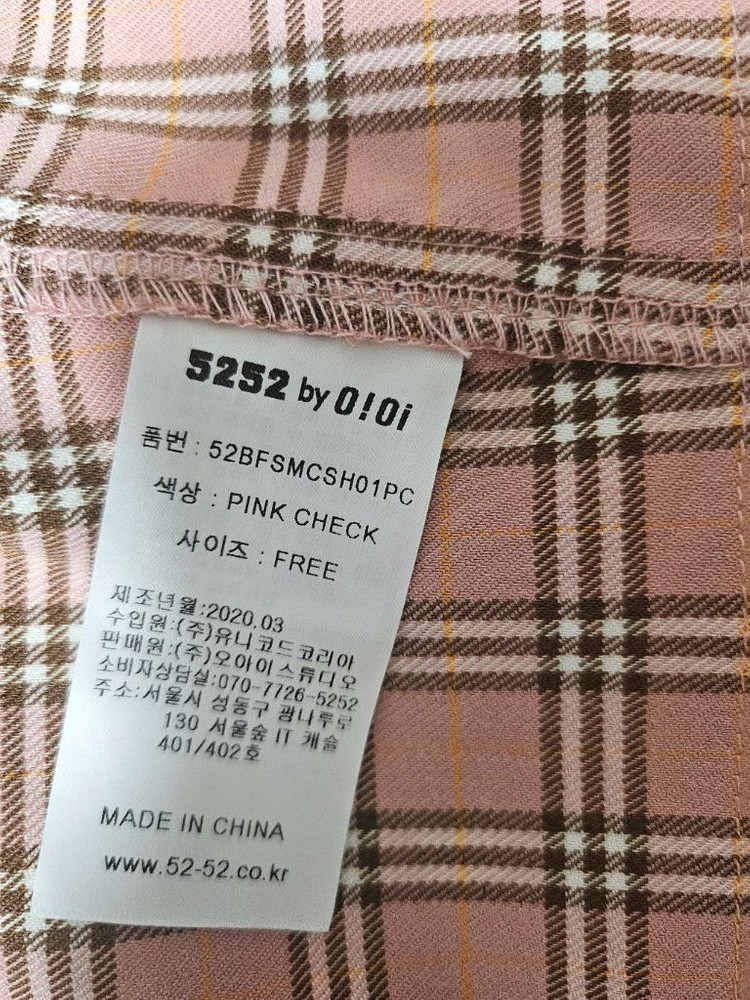 5252 by O!Oi
품번 : 52BFSMCSH01PC
색상 : PINK CHECK
사이즈 : FREE
제조년월:2020.03
수입원:(주)유니코드코리아
판매원:(주)오아이스튜디오
소비자상담실:070-7726-5252
주소:서울시 성동구 광나루로
130 서울숲 IT 캐슬
401/402호
MADE IN CHINA
www.52-52.co.kr